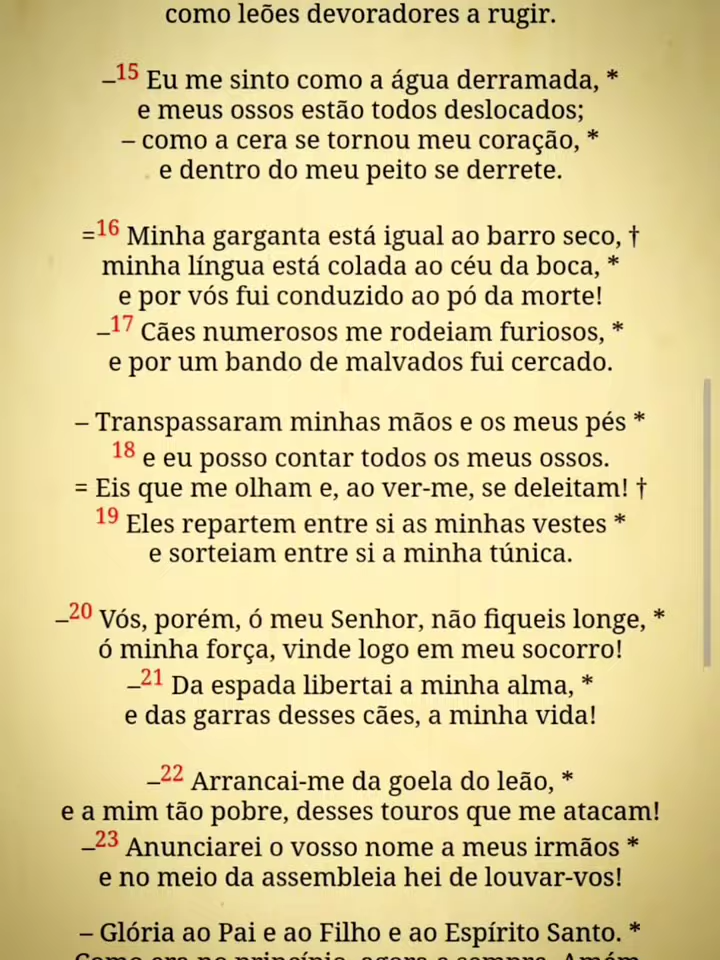 como leões devoradores a rugir.
–15 Eu me sinto como a água derramada, *
e meus ossos estão todos deslocados;
– como a cera se tornou meu coração, *
e dentro do meu peito se derrete.
=16 Minha garganta está igual ao barro seco, †
minha língua está colada ao céu da boca, *
e por vós fui conduzido ao pó da morte!
–17 Cães numerosos me rodeiam furiosos, *
e por um bando de malvados fui cercado.
– Transpassaram minhas mãos e os meus pés *
18 e eu posso contar todos os meus ossos.
= Eis que me olham e, ao ver-me, se deleitam! †
19 Eles repartem entre si as minhas vestes *
e sorteiam entre si a minha túnica.
–20 Vós, porém, ó meu Senhor, não fiqueis longe, *
ó minha força, vinde logo em meu socorro!
–21 Da espada libertai a minha alma, *
e das garras desses cães, a minha vida!
–22 Arrancai-me da goela do leão, *
e a mim tão pobre, desses touros que me atacam!
–23 Anunciarei o vosso nome a meus irmãos *
e no meio da assembleia hei de louvar-vos!
– Glória ao Pai e ao Filho e ao Espírito Santo. *
Como era no princípio, agora e sempre. Amém.